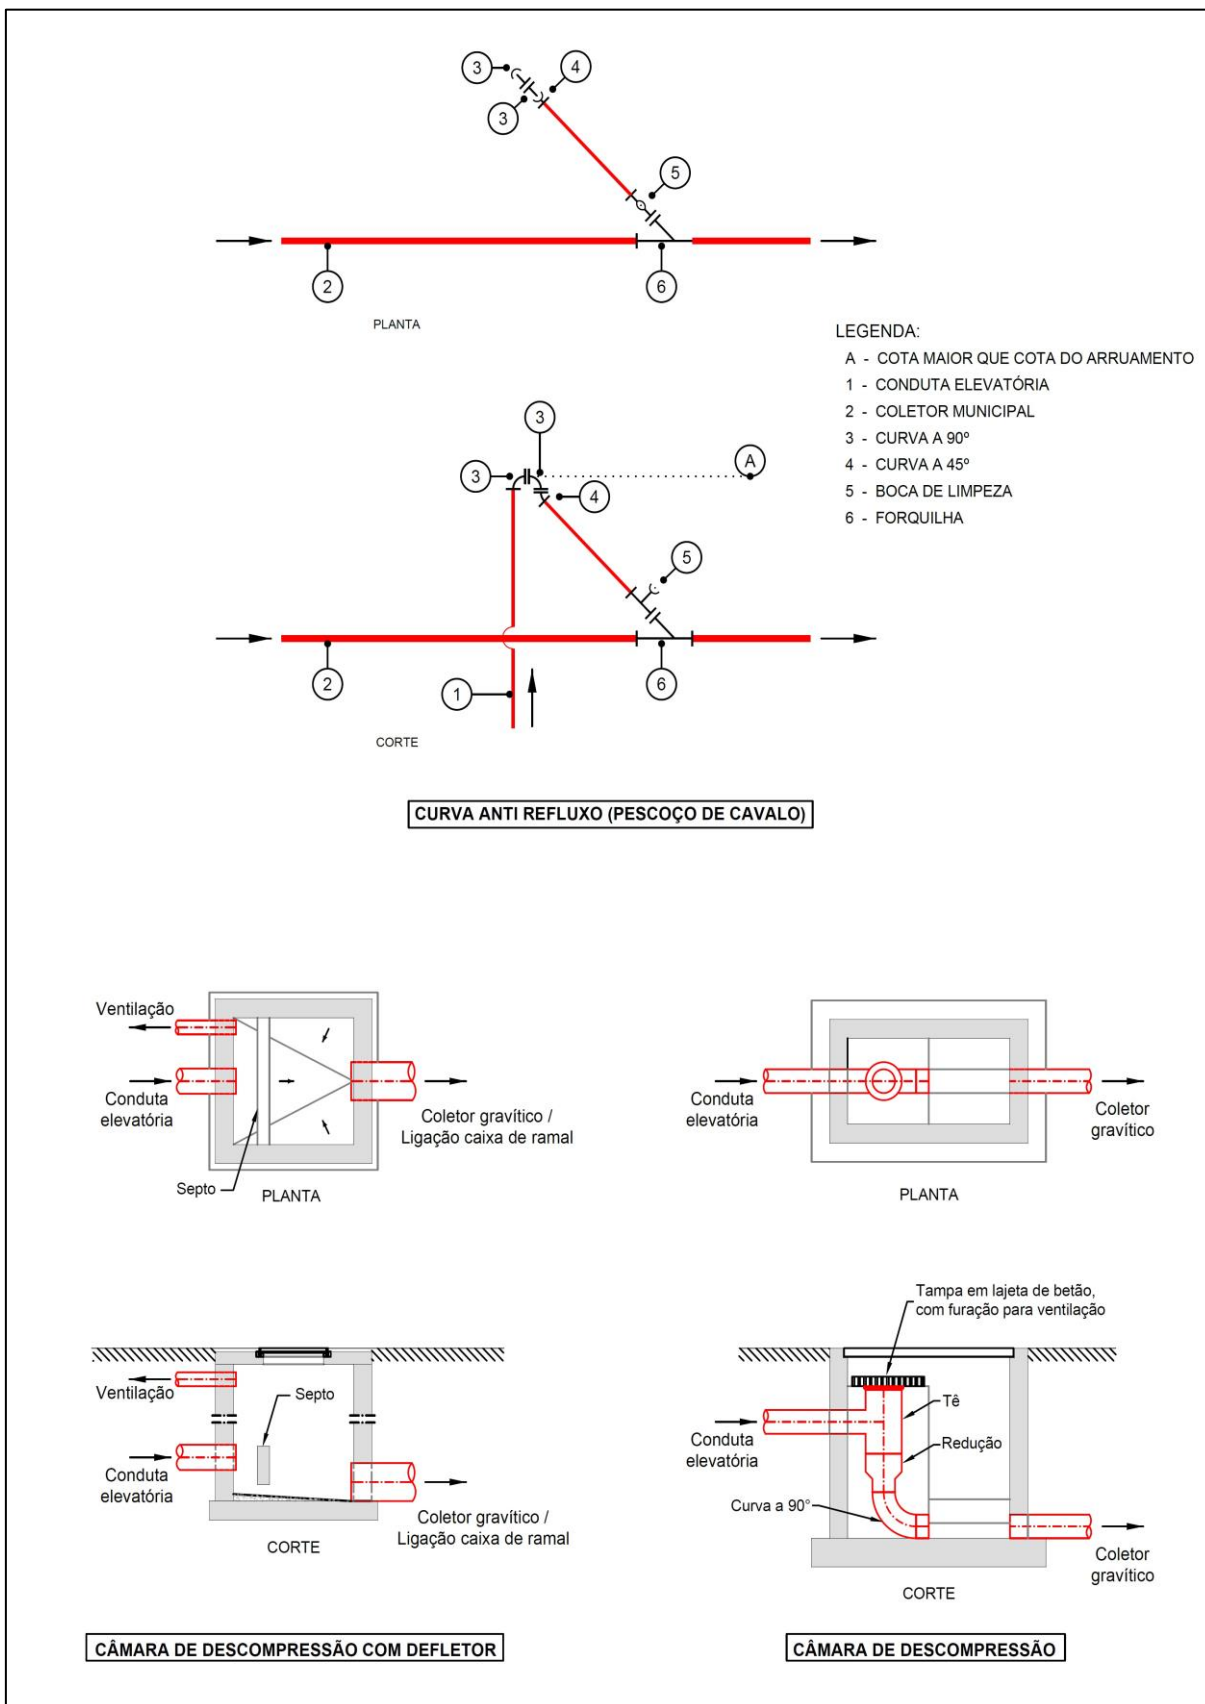 3
4
3
5
2
6
PLANTA
LEGENDA:
A - COTA MAIOR QUE COTA DO ARRUAMENTO
1 - CONDUTA ELEVATÓRIA
2 - COLETOR MUNICIPAL
3 - CURVA A 90º
4 - CURVA A 45º
5 - BOCA DE LIMPEZA
6 - FORQUILHA
3
3
A
4
5
2
1
6
CORTE
CURVA ANTI REFLUXO (PESCOÇO DE CAVALO)
Ventilação
Conduta
elevatória
Coletor gravítico /
Ligação caixa de ramal
Septo
PLANTA
Conduta
elevatória
Coletor
gravítico
PLANTA
Ventilação
Septo
Conduta
elevatória
Coletor gravítico /
Ligação caixa de ramal
CORTE
Tampa em lajeta de betão,
com furação para ventilação
Tê
Conduta
elevatória
Redução
Curva a 90°
Coletor
gravítico
CORTE
CÂMARA DE DESCOMPRESSÃO COM DEFLETOR
CÂMARA DE DESCOMPRESSÃO